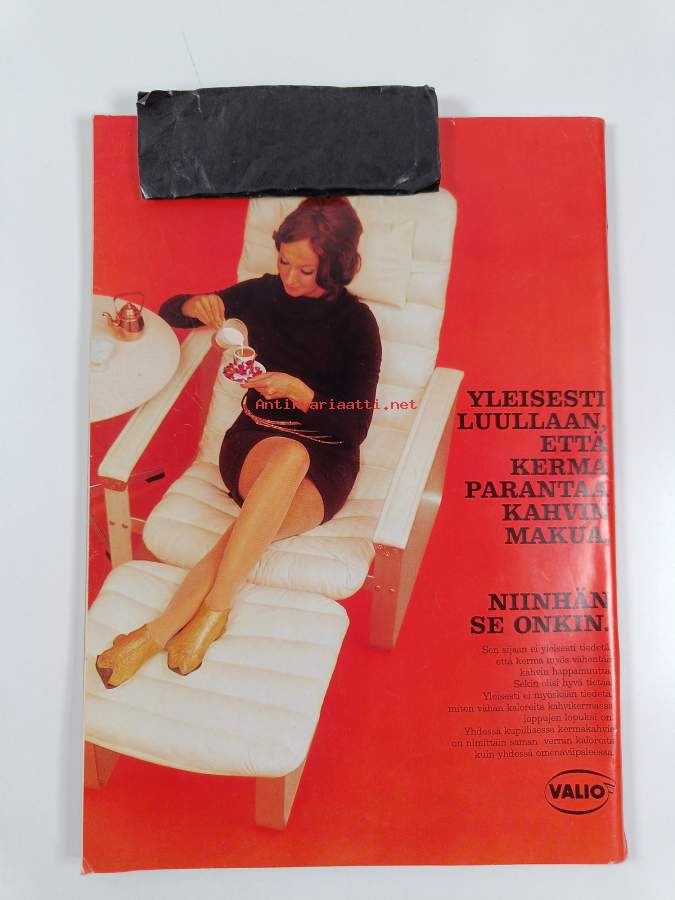 Antikvariaatti.net
YLEISESTI
LUULLAAN,
ETTÄ
KERMA
PARANTAA
KAHVIN
MAKUA.
NIINHÄN
SE ONKIN.
Sen sijaan ei yleisesti tiedetä,
että kerma myös vähentää
kahvin happamuutta.
Sekin olisi hyvä tietää.
Yleisesti ei myöskään tiedetä,
miten vähän kaloreita kahvikermassa
loppujen lopuksi on.
Yhdessä kupillisessa kermakahvia
on nimittäin saman verran kaloreita
kuin yhdessä omenaviipaleessa.
VALIO